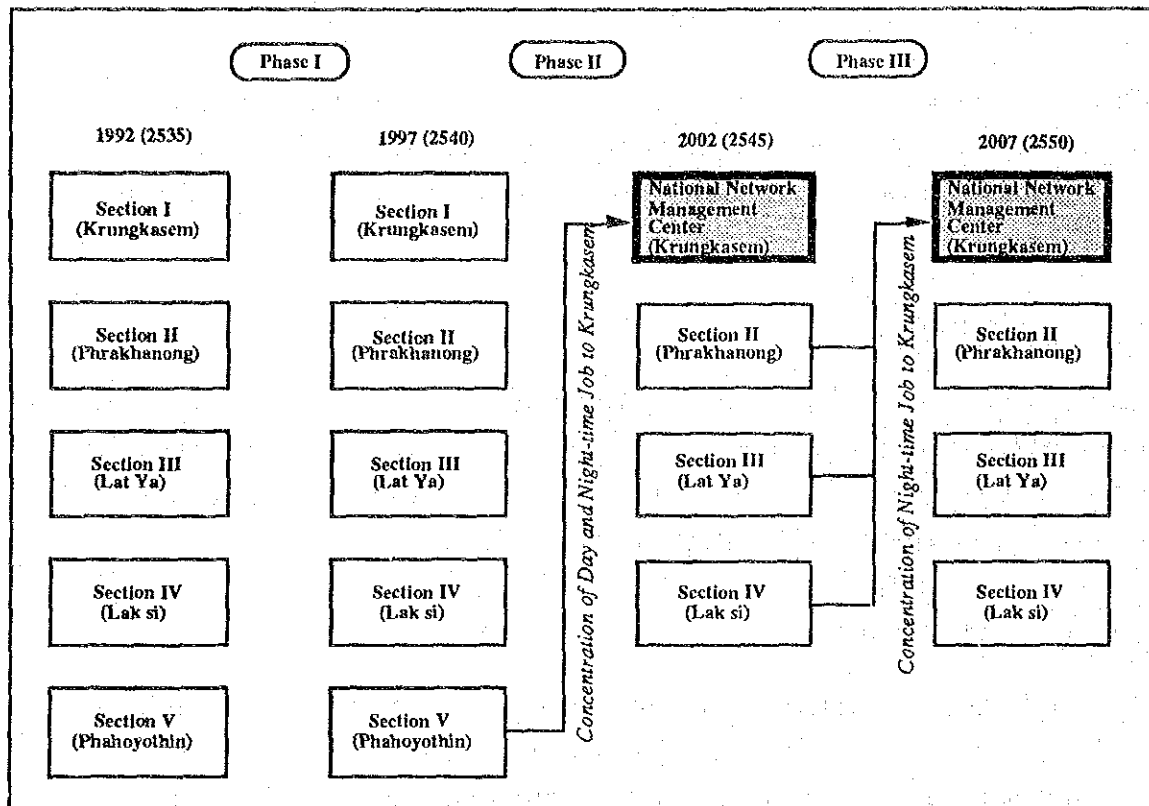 Phase I
Phase II
Phase III
1992 (2535)
1997 (2540)
2002 (2545)
2007 (2550)
Section I
(Krungkasem)
Section I
(Krungkasem)
National Network
Management
Center
(Krungkasem)
National Network
Management
Center
(Krungkasem)
Section II
(Phrakhanong)
Section II
(Phrakhanong)
Section II
(Phrakhanong)
Section II
(Phrakhanong)
Section III
(Lat Ya)
Section III
(Lat Ya)
Section III
(Lat Ya)
Section III
(Lat Ya)
Section IV
(Lak si)
Section IV
(Lak si)
Section IV
(Lak si)
Section IV
(Lak si)
Section V
(Phahoyothin)
Section V
(Phahoyothin)
Concentration of Day and Night-time Job to Krungkasem
Concentration of Night-time Job to Krungkasem